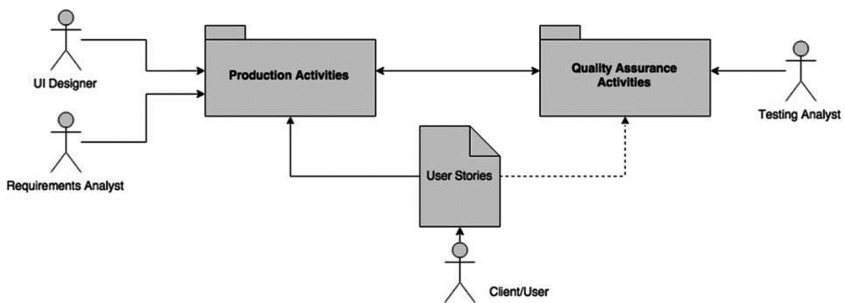 UI Designer
Production Activities
Quality Assurance
Activities
Testing Analyst
Requirements Analyst
User Stories
Client/User